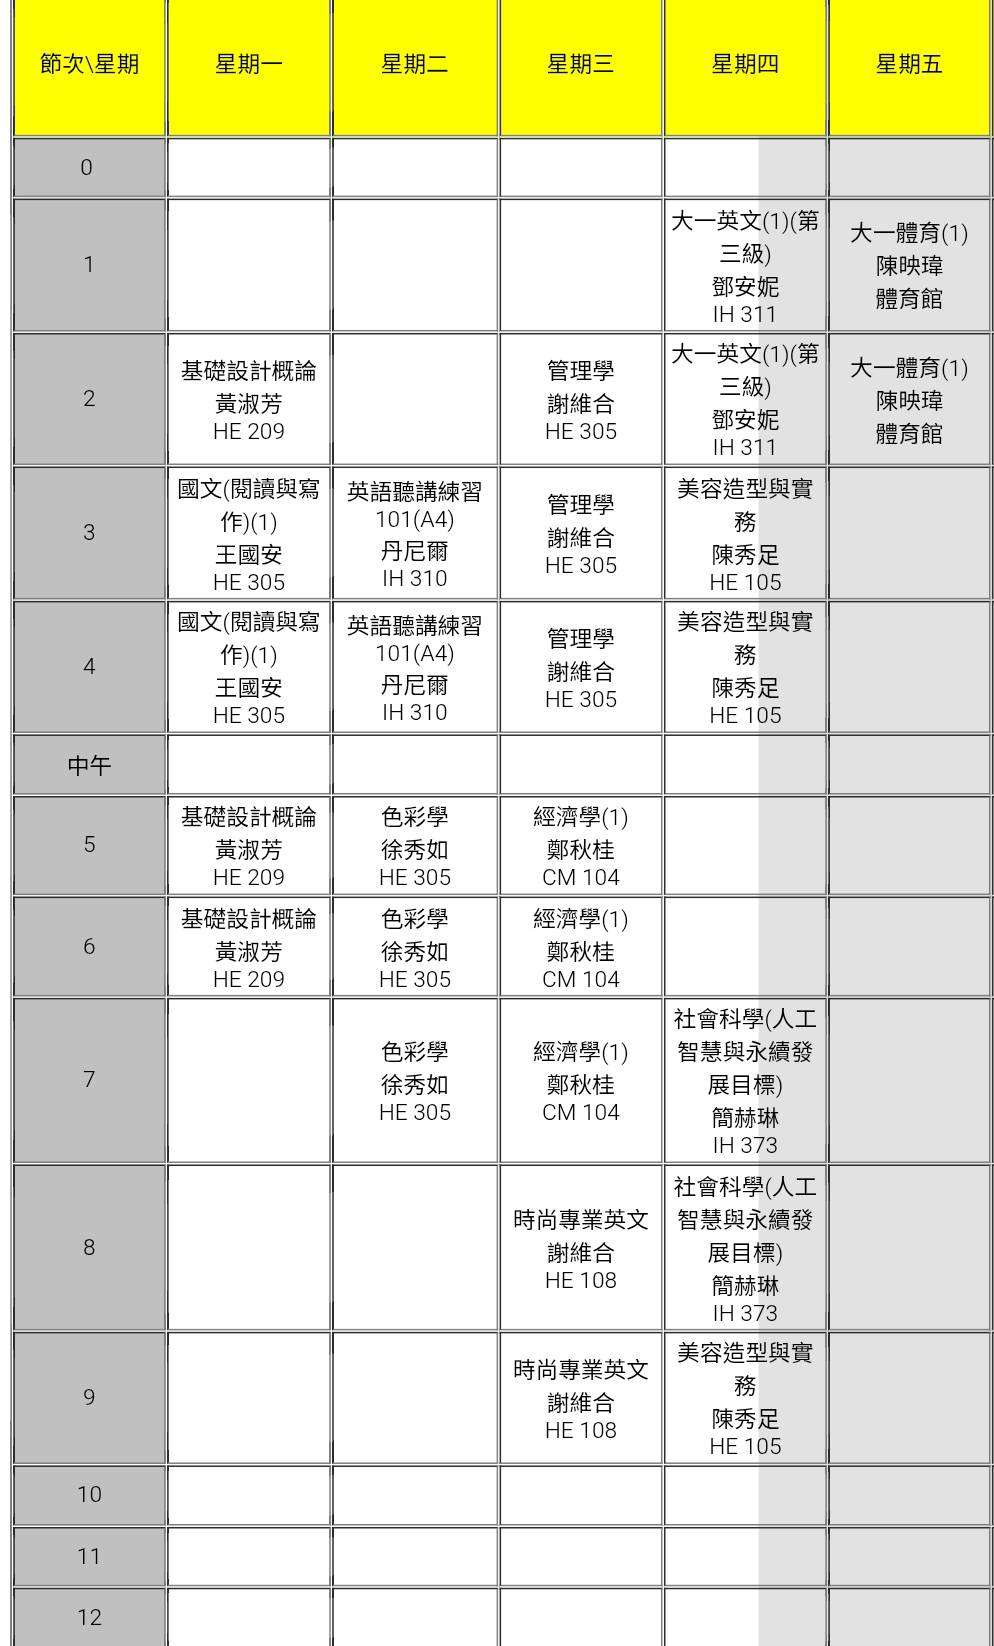 節次\星期 星期一 星期二 星期三 星期四 星期五
0
1
大一英文(1)(第
三級)
鄧安妮
IH 311
大一體育(1)
陳映瑋
體育館
2
基礎設計概論
黃淑芳
HE 209
管理學
謝維合
HE 305
大一英文(1)(第
三級)
鄧安妮
IH 311
大一體育(1)
陳映瑋
體育館
3
國文(閱讀與寫
作)(1)
王國安
HE 305
英語聽講練習
101(A4)
丹尼爾
IH 310
管理學
謝維合
HE 305
美容造型與實
務
陳秀足
HE 105
4
國文(閱讀與寫
作)(1)
王國安
HE 305
英語聽講練習
101(A4)
丹尼爾
IH 310
管理學
謝維合
HE 305
美容造型與實
務
陳秀足
HE 105
中午
5
基礎設計概論
黃淑芳
HE 209
色彩學
徐秀如
HE 305
經濟學(1)
鄭秋桂
CM 104
6
基礎設計概論
黃淑芳
HE 209
色彩學
徐秀如
HE 305
經濟學(1)
鄭秋桂
CM 104
7
色彩學
徐秀如
HE 305
經濟學(1)
鄭秋桂
CM 104
社會科學(人工
智慧與永續發
展目標)
簡赫琳
IH 373
8
時尚專業英文
謝維合
HE 108
社會科學(人工
智慧與永續發
展目標)
簡赫琳
IH 373
9
時尚專業英文
謝維合
HE 108
美容造型與實
務
陳秀足
HE 105
10
11
12